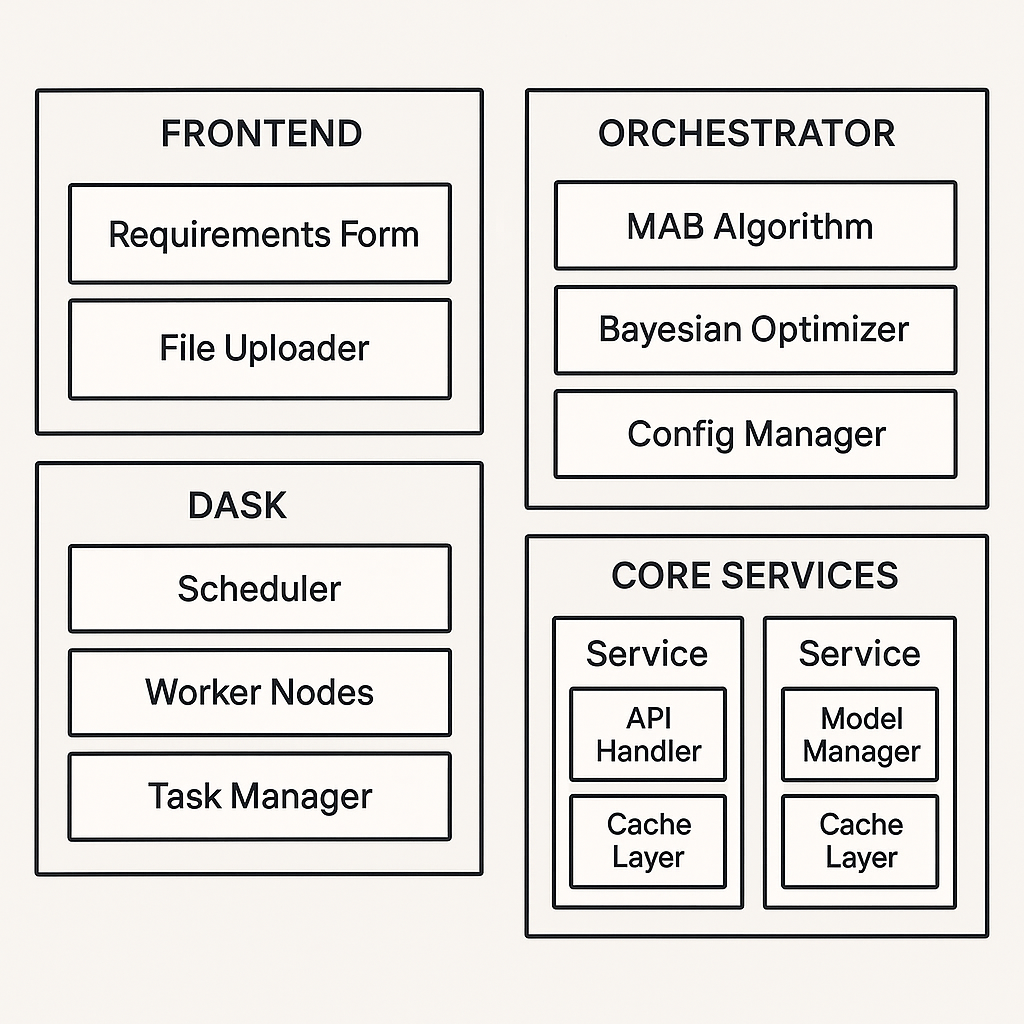 FRONTEND
Requirements Form
File Uploader
ORCHESTRATOR
MAB Algorithm
Bayesian Optimizer
Config Manager
DASK
Scheduler
Worker Nodes
Task Manager
CORE SERVICES
Service
API
Handler
Cache
Layer
Service
Model
Manager
Cache
Layer